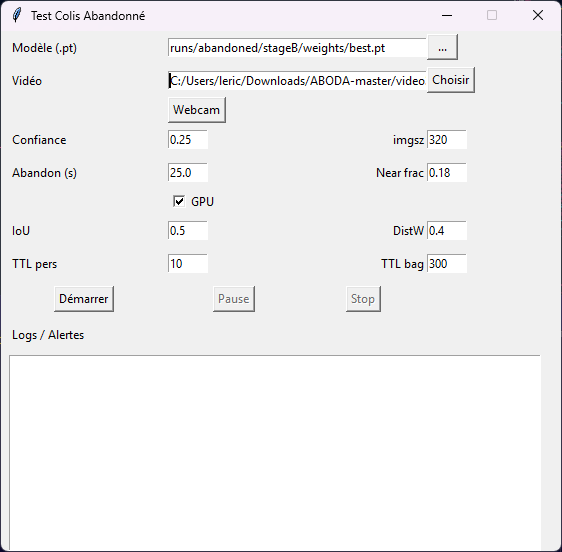 Test Colis Abandonné
Modèle (.pt) runs/abandoned/stageB/weights/best.pt ...
Vidéo C:/Users/leric/Downloads/ABODA-master/video Choisir
Webcam
Confiance 0.25 imgsz 320
Abandon (s) 25.0 Near frac 0.18
GPU
IoU 0.5 DistW 0.4
TTL pers 10 TTL bag 300
Démarrer Pause Stop
Logs / Alertes